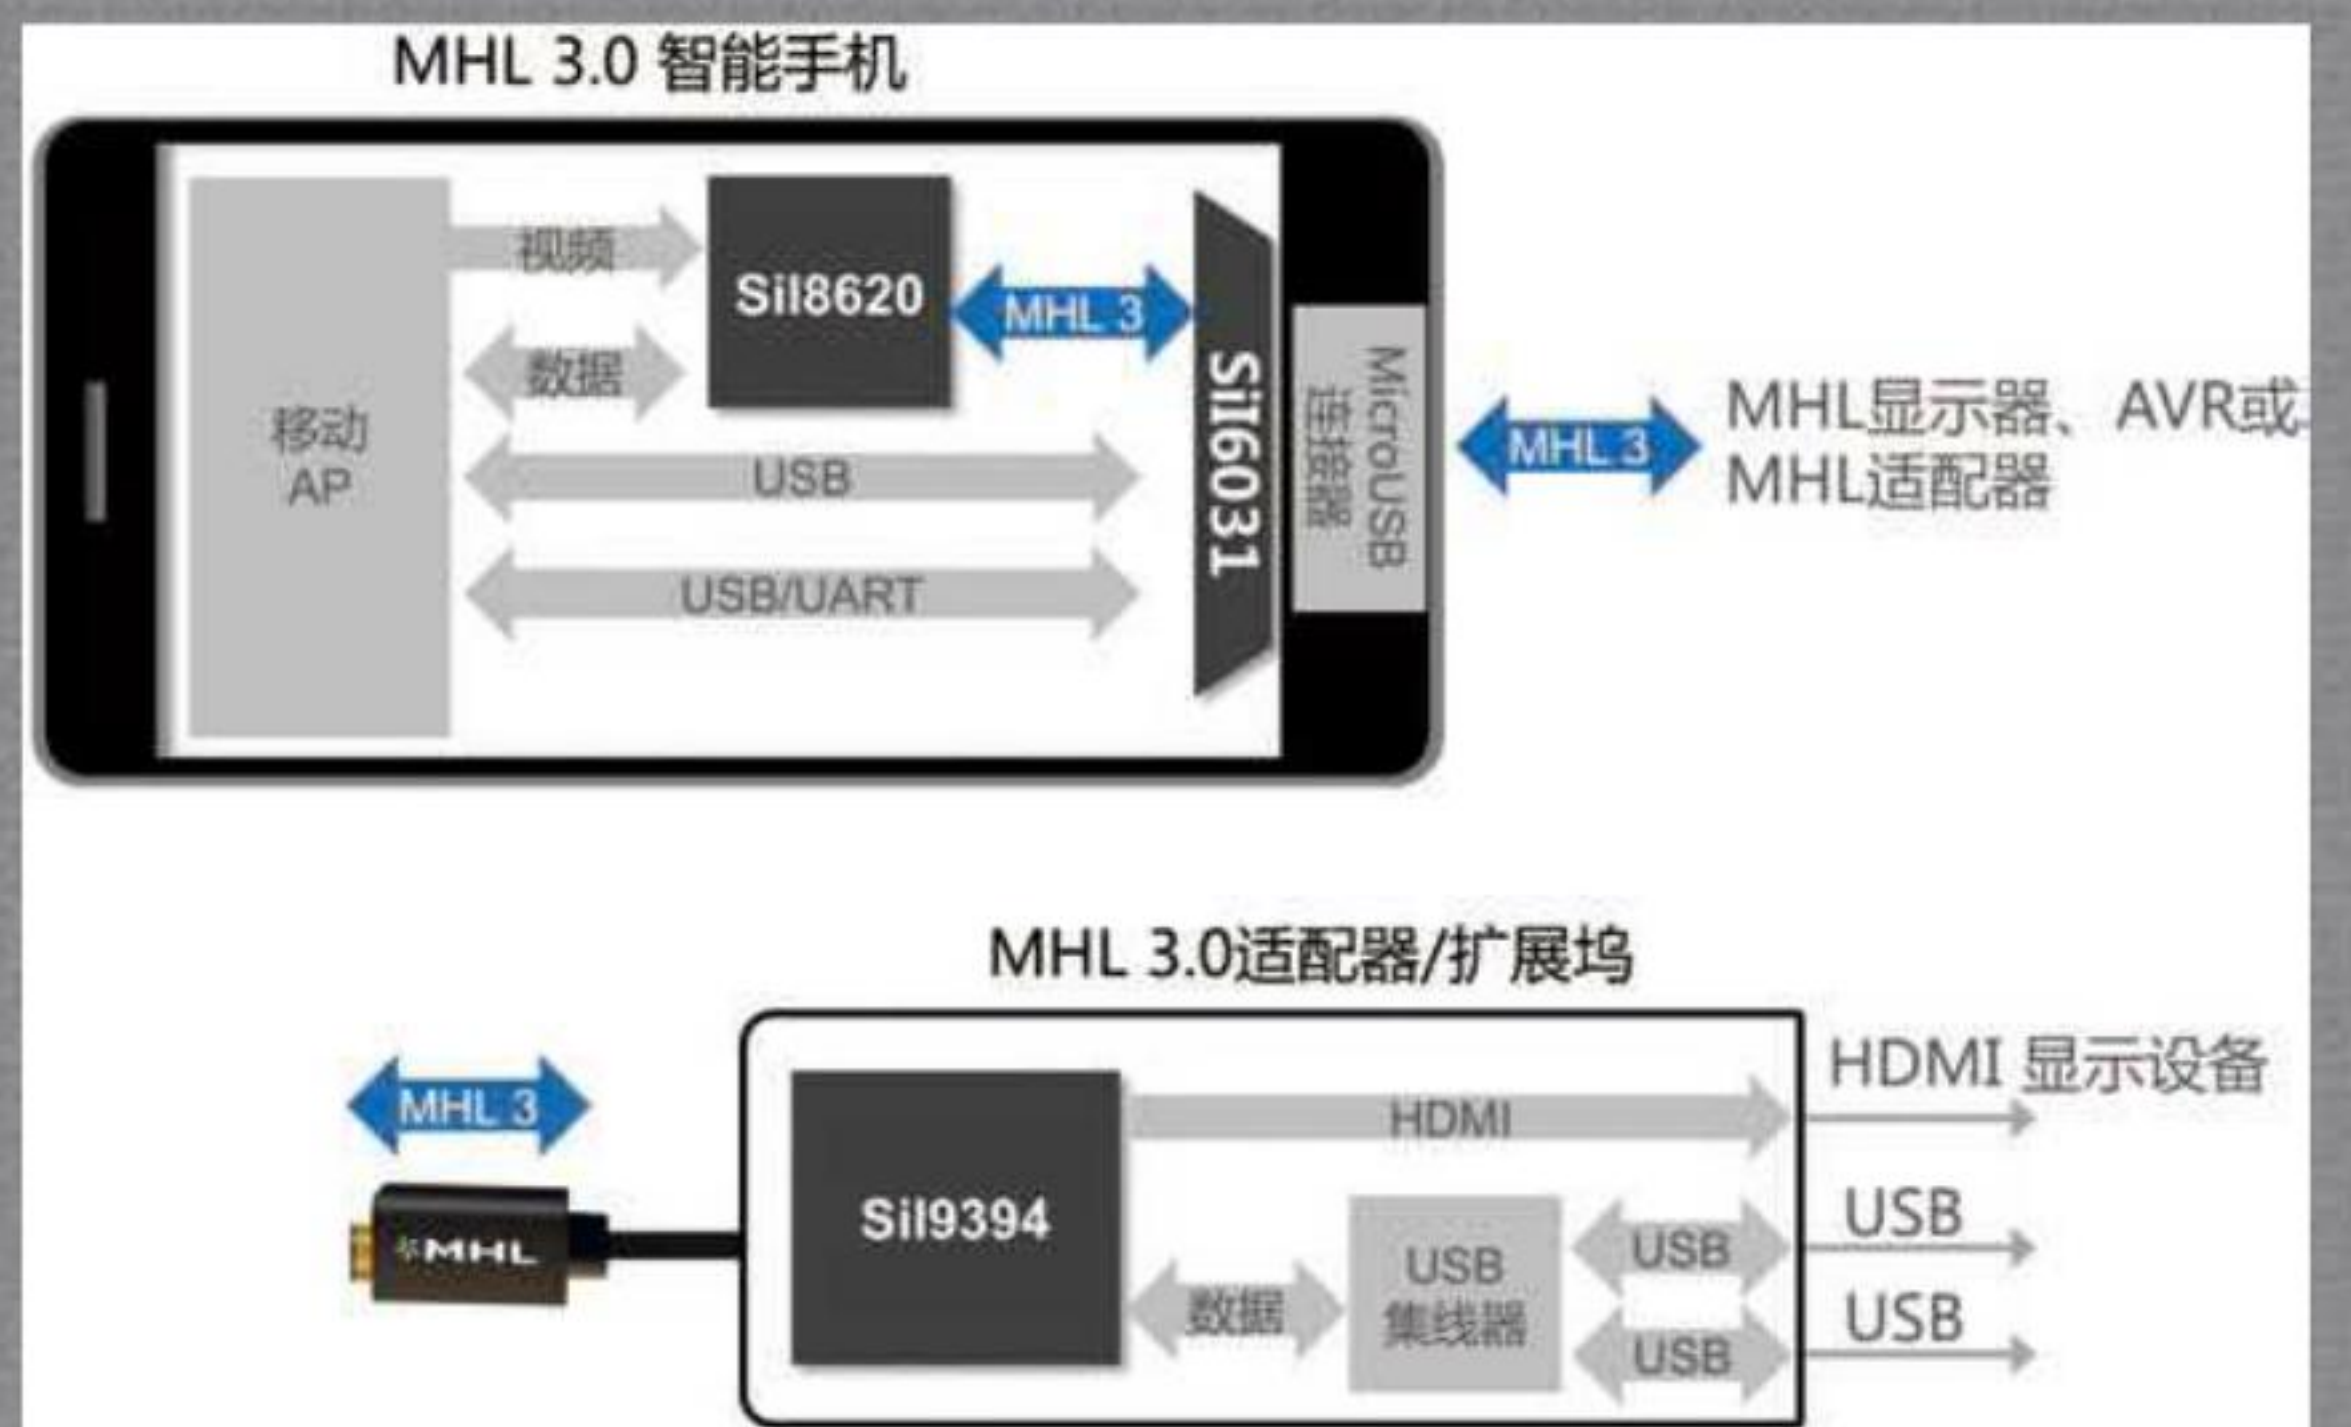 MHL 3.0 智能手机
视频
SiI8620
MHL 3
数据
移动
AP
USB
USB/UART
SiI6031
MicroUSB
连接器
MHL 3
MHL显示器、AVR或
MHL适配器
MHL 3.0适配器/扩展坞
MHL 3
MHL
SiI9394
HDMI
HDMI 显示设备
数据
USB
集线器
USB
USB
USB
USB